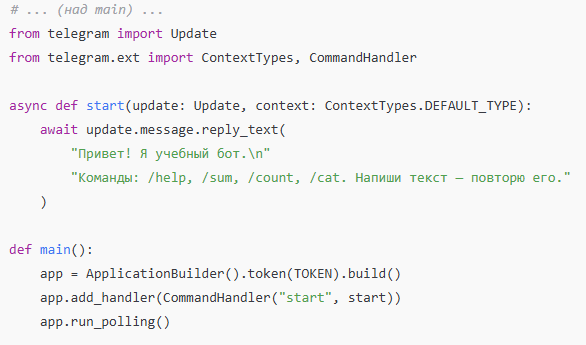 # ... (над main) ...
from telegram import Update
from telegram.ext import ContextTypes, CommandHandler

async def start(update: Update, context: ContextTypes.DEFAULT_TYPE):
    await update.message.reply_text(
        "Привет! Я учебный бот.\n"
        "Команды: /help, /sum, /count, /cat. Напиши текст — повторю его."
    )

def main():
    app = ApplicationBuilder().token(TOKEN).build()
    app.add_handler(CommandHandler("start", start))
    app.run_polling()